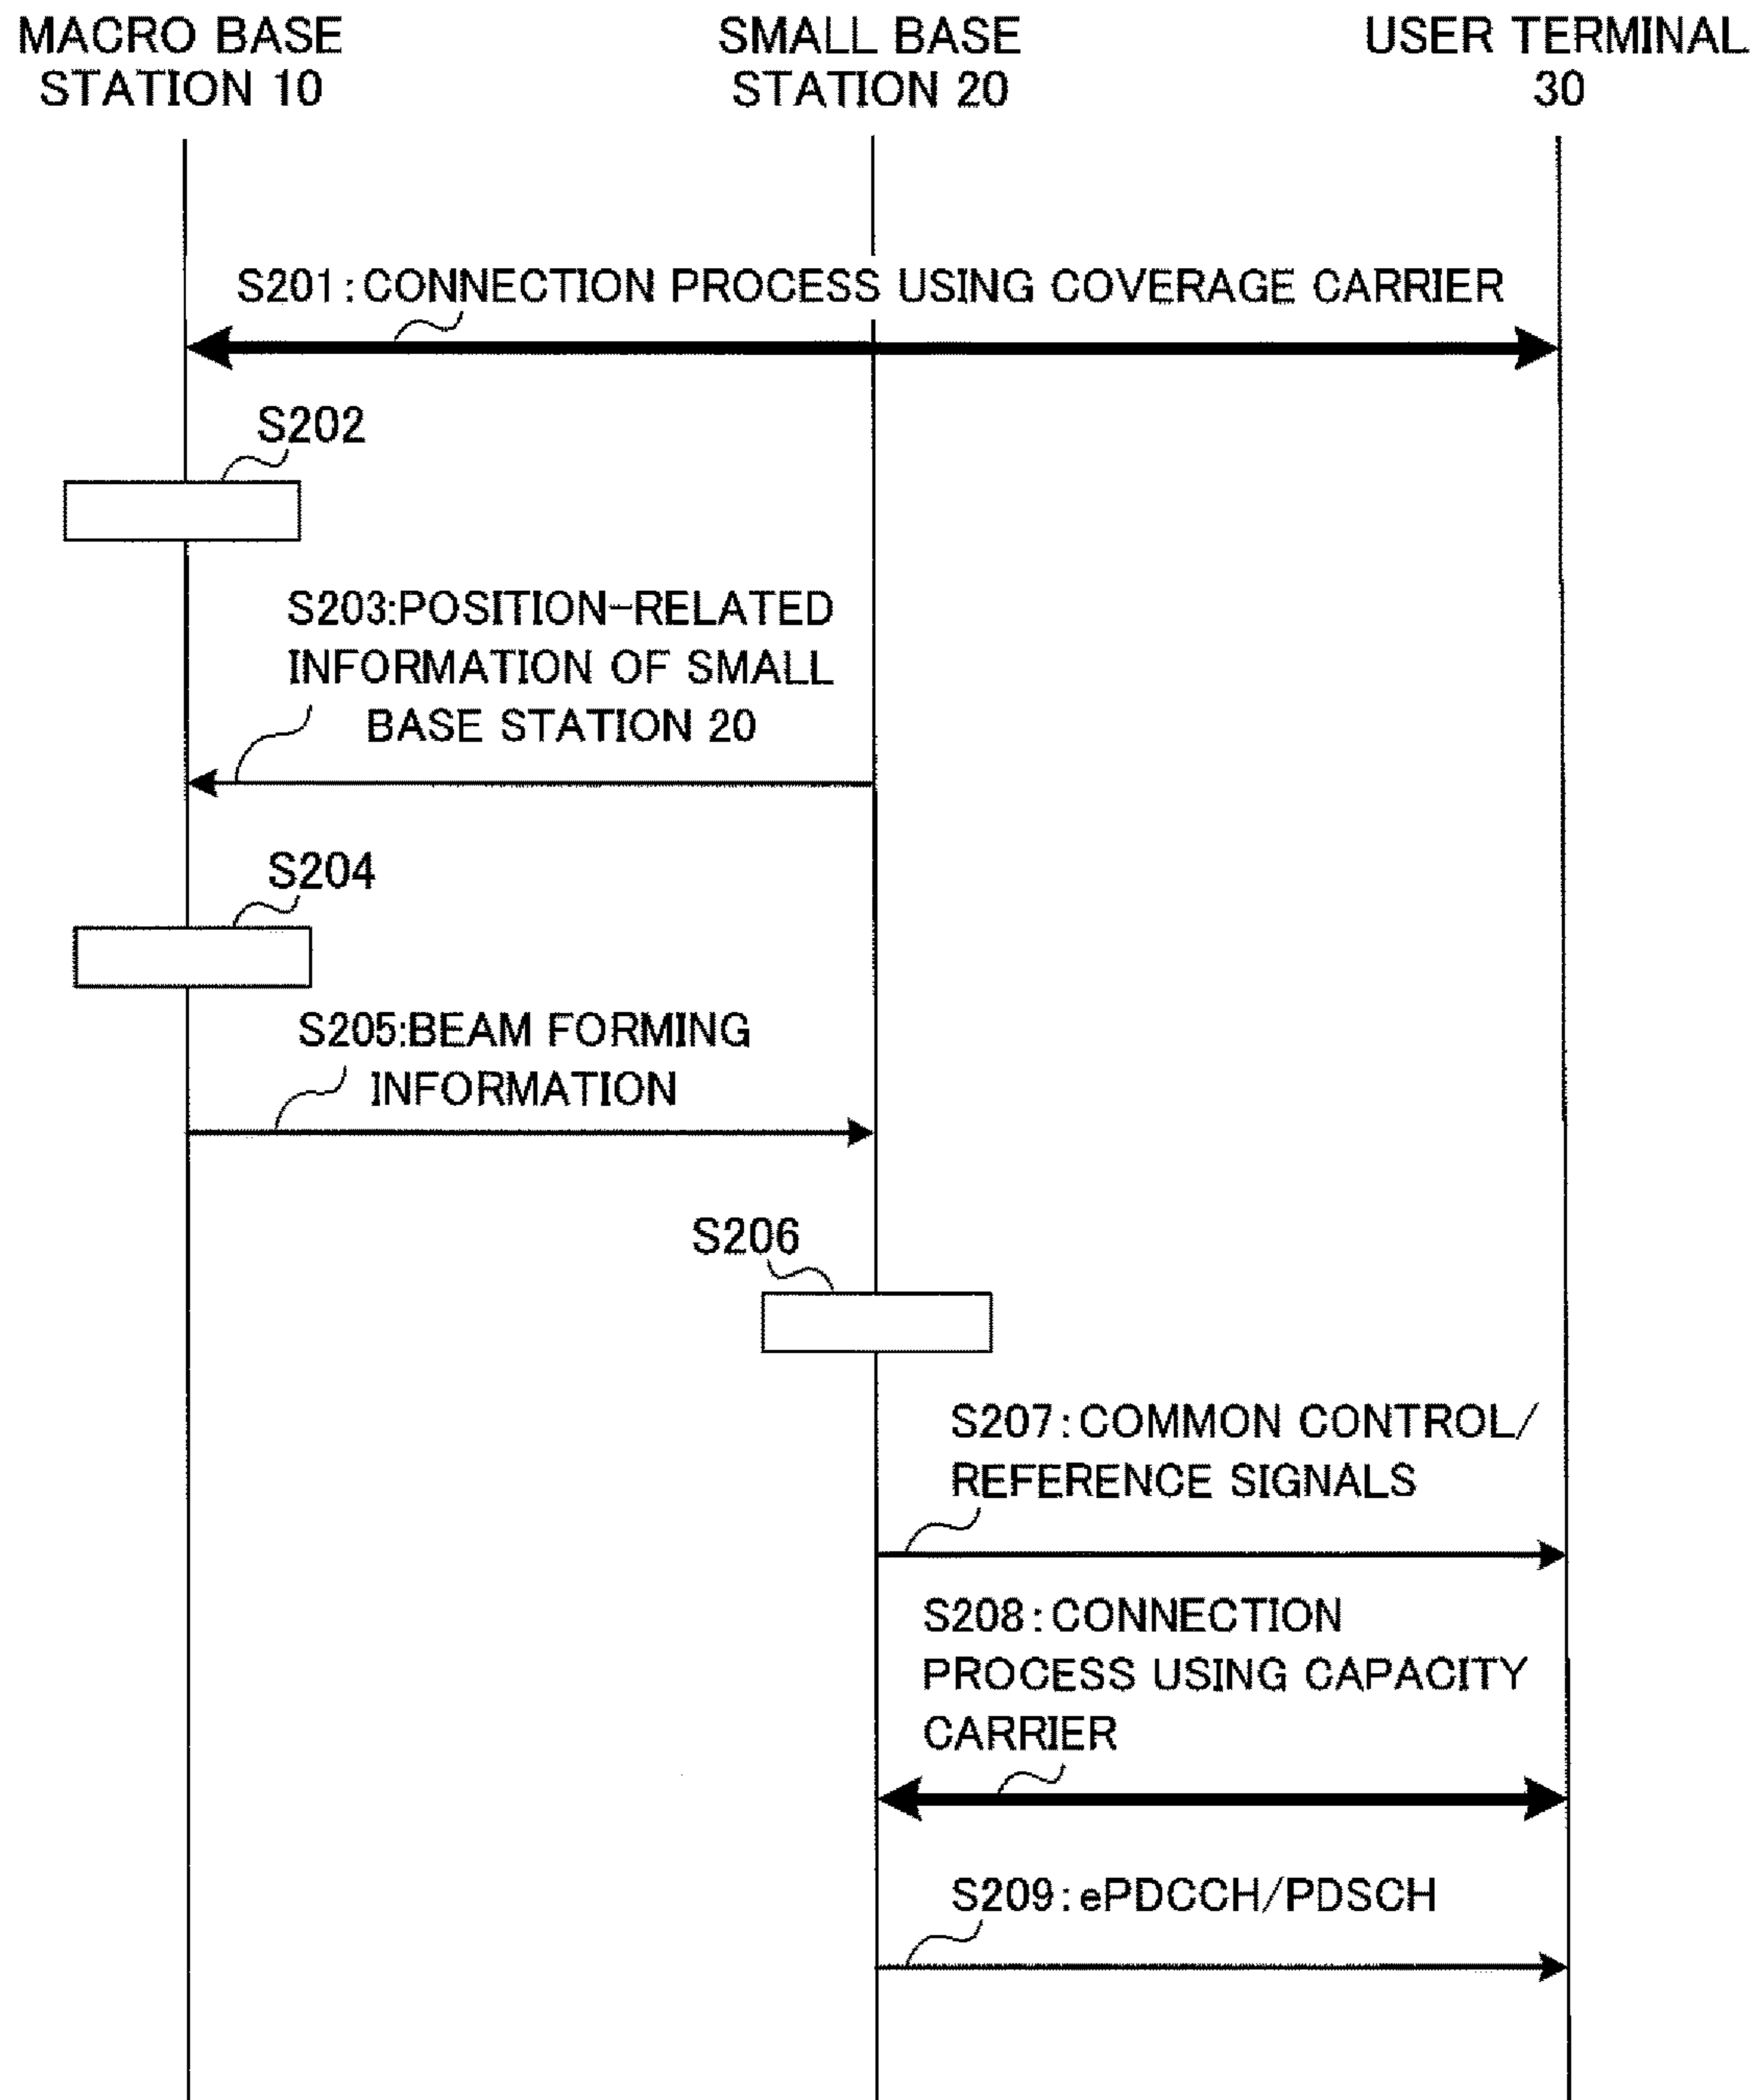 MACRO BASE
STATION 10
SMALL BASE
STATION 20
USER TERMINAL
30
S201:CONNECTION PROCESS USING COVERAGE CARRIER
S202
S203:POSITION-RELATED
INFORMATION OF SMALL
BASE STATION 20
S204
S205:BEAM FORMING
INFORMATION
S206
S207:COMMON CONTROL/
REFERENCE SIGNALS
S208:CONNECTION
PROCESS USING CAPACITY
CARRIER
S209:ePDCCH/PDSCH